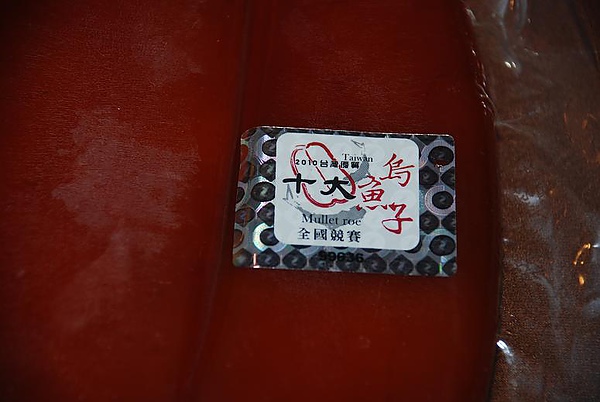 2010台灣優質
Taiwan
十大
烏魚子
Mullet roe
全國競賽
99936